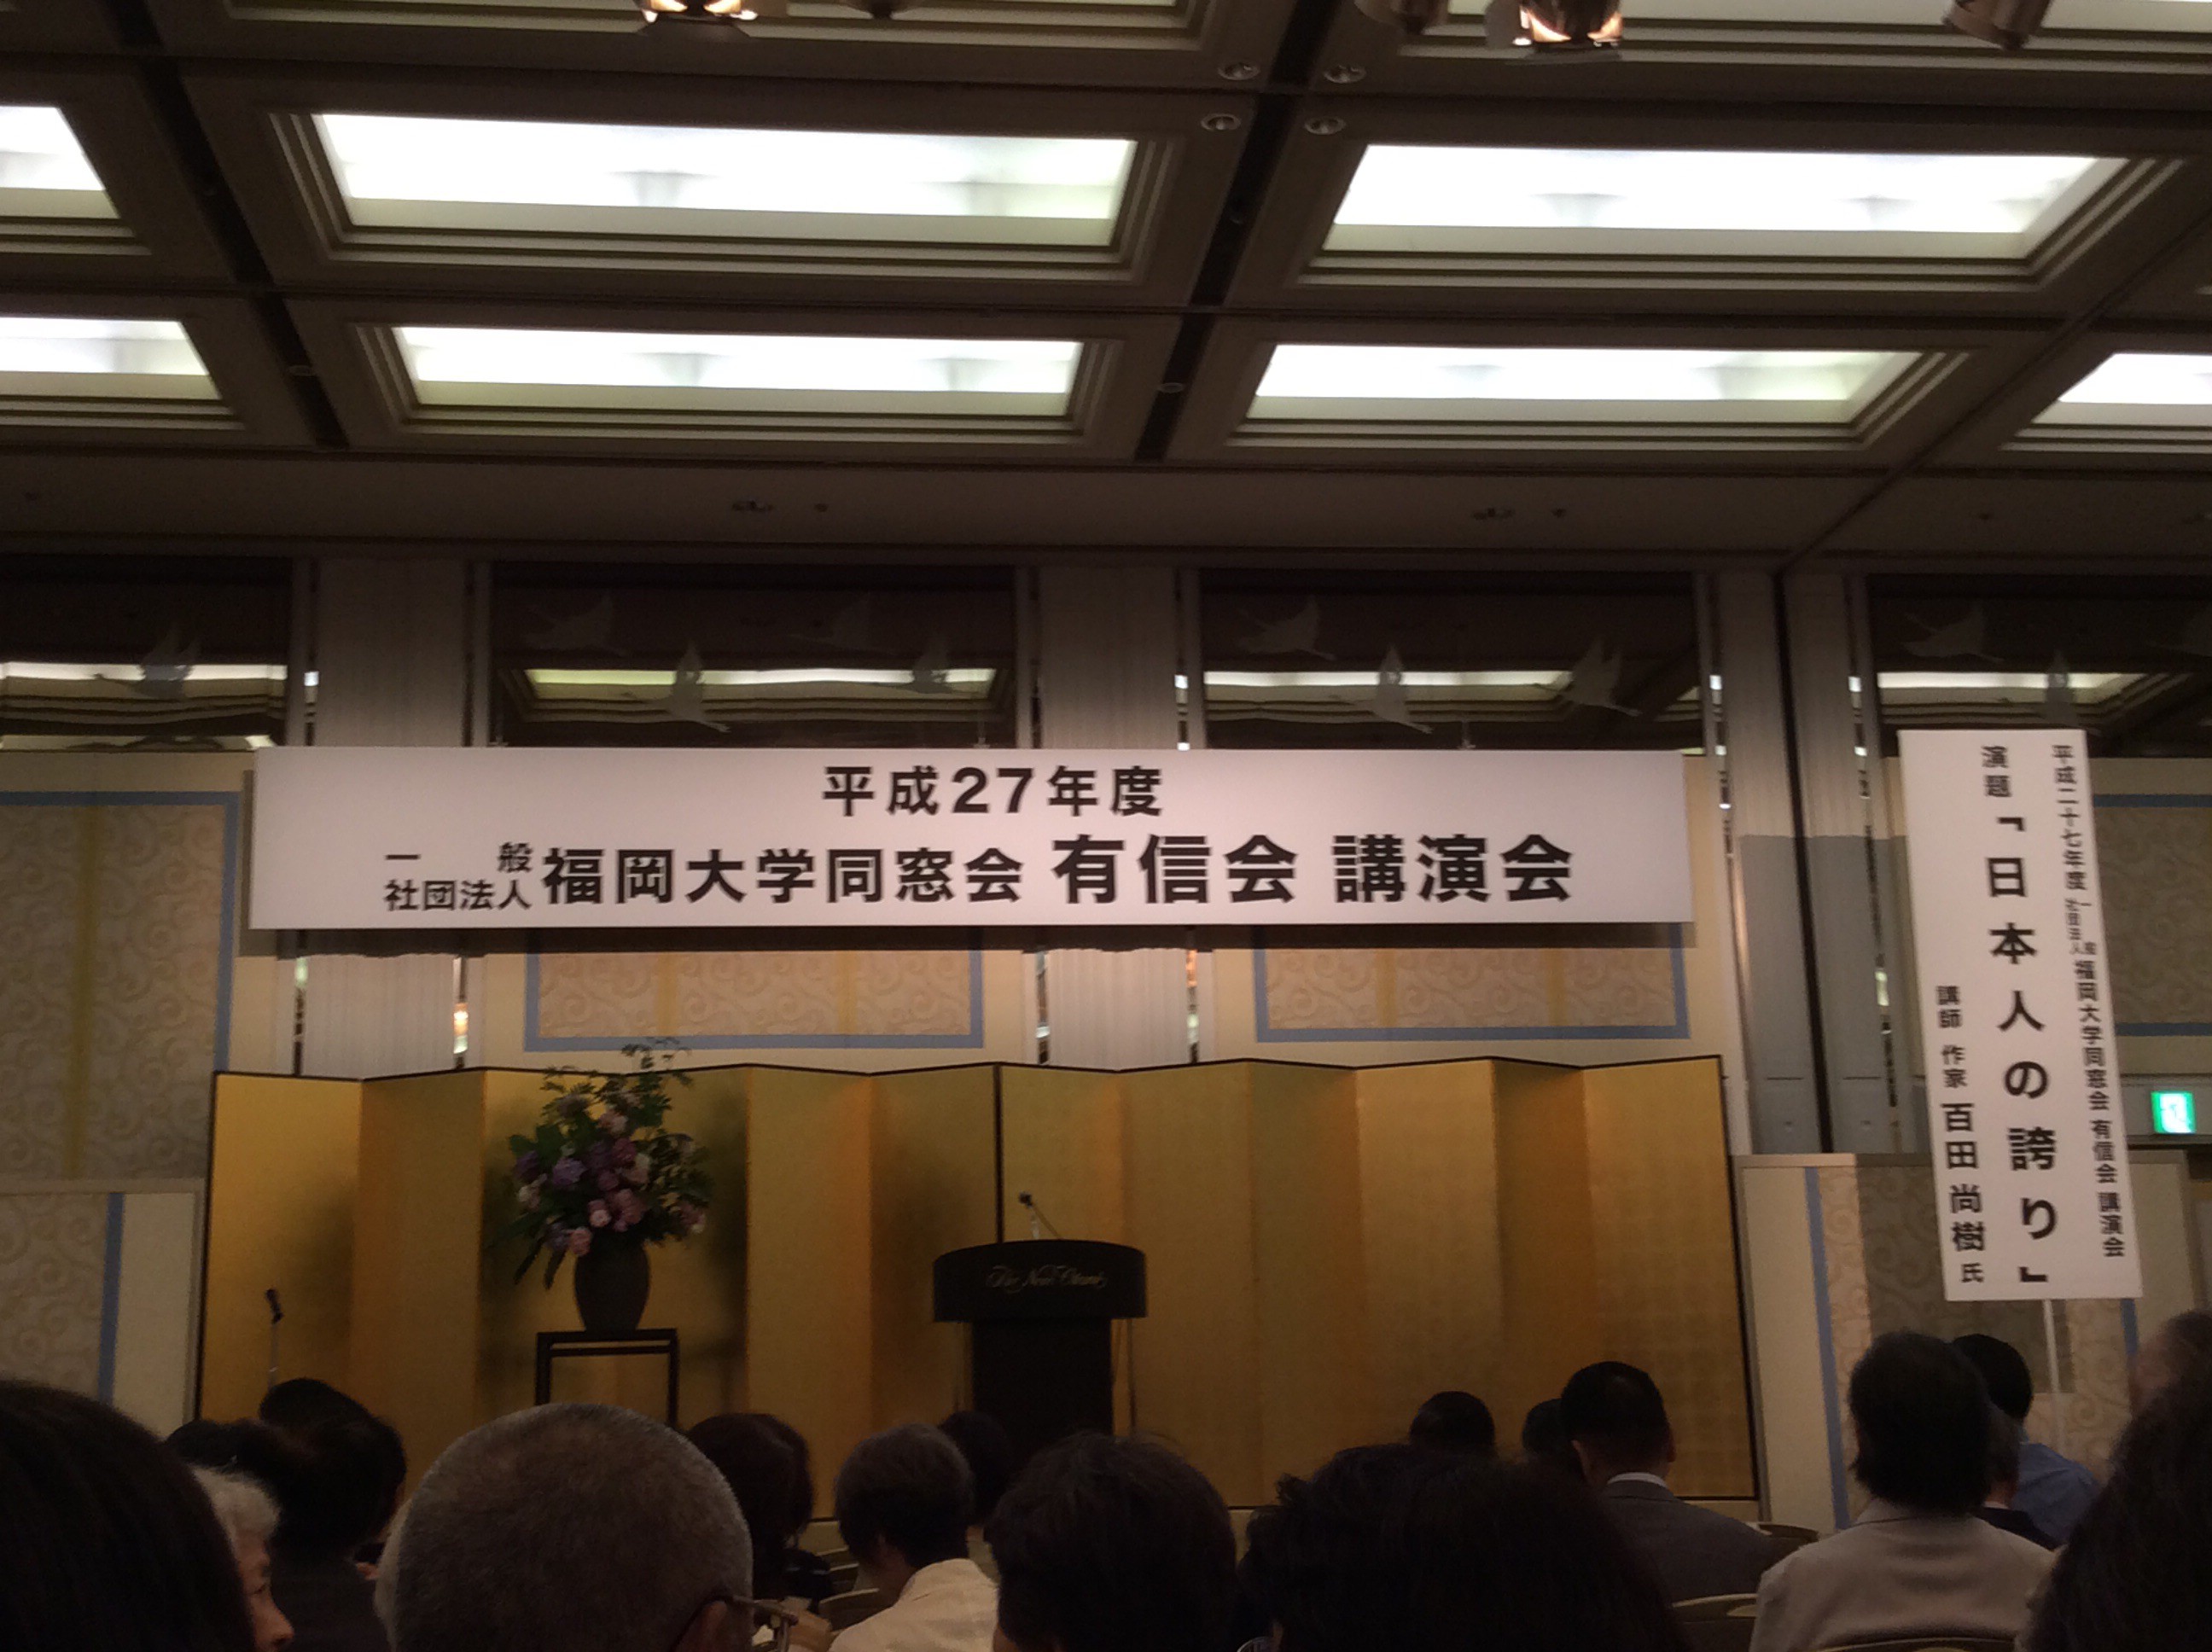 平成27年度
一般社団法人 福岡大学同窓会 有信会 講演会
平成二十七年度 一般社団法人 福岡大学同窓会 有信会 講演会
演題「日本人の誇り」
講師 作家 百田 尚樹 氏
The New Otani